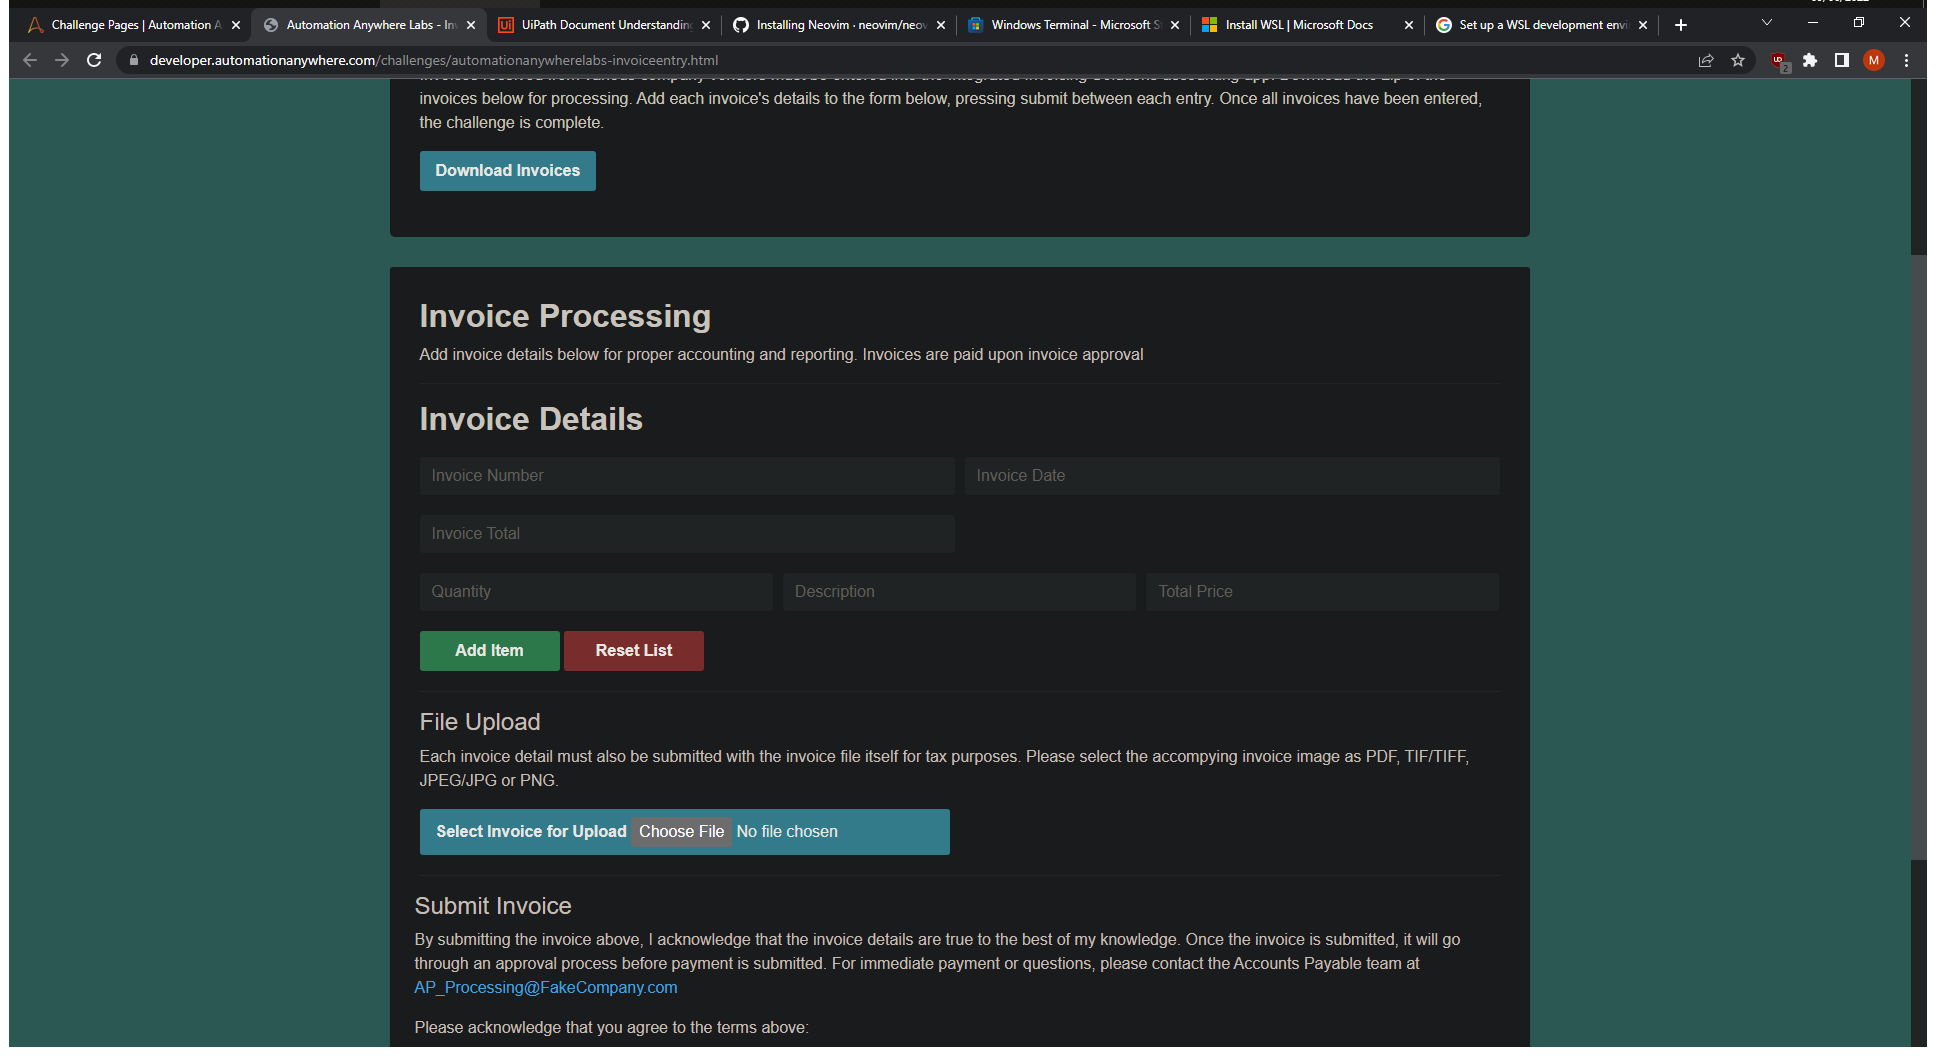 Challenge Pages | Automation A
Automation Anywhere Labs - Inv
UiPath Document Understanding
Installing Neovim · neovim/neov
Windows Terminal - Microsoft S
Install WSL | Microsoft Docs
Set up a WSL development envi
developer.automationanywhere.com/challenges/automationanywherelabs-invoiceentry.html
2
M
invoices below for processing. Add each invoice's details to the form below, pressing submit between each entry. Once all invoices have been entered,
the challenge is complete.
Download Invoices
Invoice Processing
Add invoice details below for proper accounting and reporting. Invoices are paid upon invoice approval
Invoice Details
Invoice Number
Invoice Date
Invoice Total
Quantity
Description
Total Price
Add Item
Reset List
File Upload
Each invoice detail must also be submitted with the invoice file itself for tax purposes. Please select the accompying invoice image as PDF, TIF/TIFF,
JPEG/JPG or PNG.
Select Invoice for Upload Choose File No file chosen
Submit Invoice
By submitting the invoice above, I acknowledge that the invoice details are true to the best of my knowledge. Once the invoice is submitted, it will go
through an approval process before payment is submitted. For immediate payment or questions, please contact the Accounts Payable team at
AP_Processing@FakeCompany.com
Please acknowledge that you agree to the terms above: